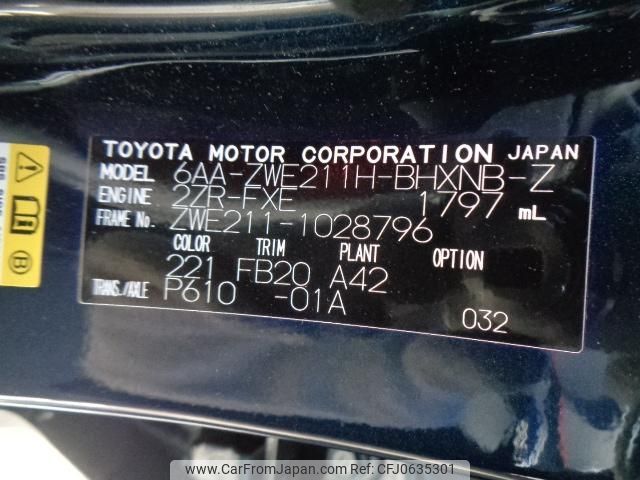 TOYOTA MOTOR CORPORATION JAPAN
MODEL 6AA-ZWE211H-BHXNB-Z
ENGINE 2ZR-FXE 1797 mL
FRAME No. ZWE211-1028796
COLOR TRIM PLANT OPTION
221 FB20 A42
TRANS./AXLE P610 -01A
032
B
© CarFromJapan - CarFromJapan.com - Ref: CFJ0635301